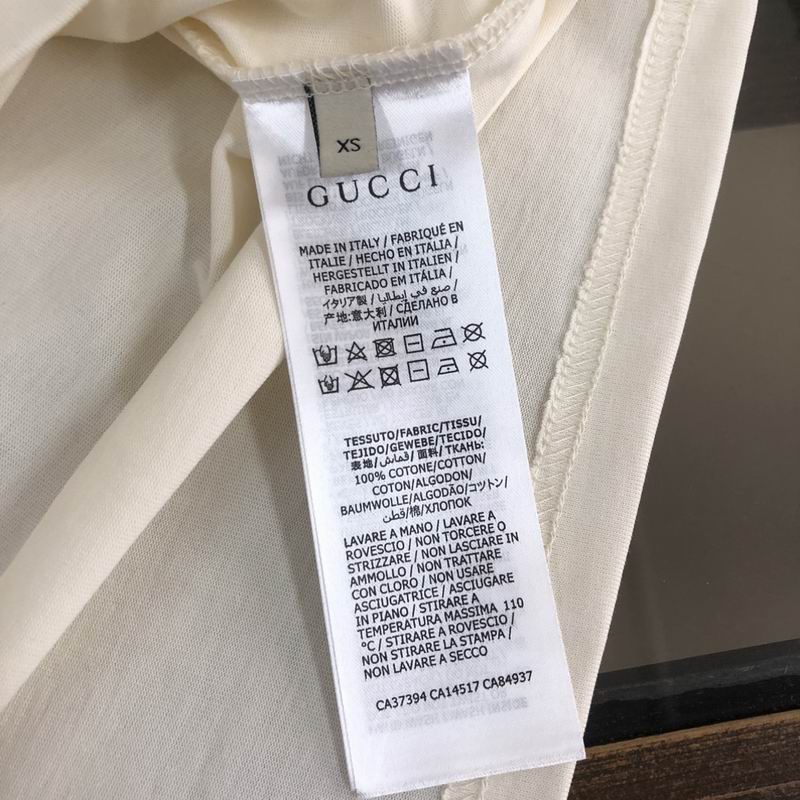 XS
GUCCI
MADE IN ITALY / FABRIQUÉ EN
ITALIE / HECHO EN ITALIA /
HERGESTELLT IN ITALIEN /
FABRICADO EM ITÁLIA /
イタリア製 / صنع في إيطاليا /
产地:意大利 / СДЕЛАНО В
ИТАЛИИ
TESSUTO/FABRIC/TISSU/
TEJIDO/GEWEBE/TECIDO/
表地/قماش/面料/ТКАНЬ:
100% COTONE/COTTON/
COTON/ALGODON/
BAUMWOLLE/ALGODÃO/コットン/
قطن/棉/ХЛОПОК
LAVARE A MANO / LAVARE A
ROVESCIO / NON TORCERE O
STRIZZARE / NON LASCIARE IN
AMMOLLO / NON TRATTARE
CON CLORO / NON USARE
ASCIUGATRICE / ASCIUGARE
IN PIANO / STIRARE A
TEMPERATURA MASSIMA 110
°C / STIRARE A ROVESCIO /
NON STIRARE LA STAMPA /
NON LAVARE A SECCO
CA37394 CA14517 CA84937